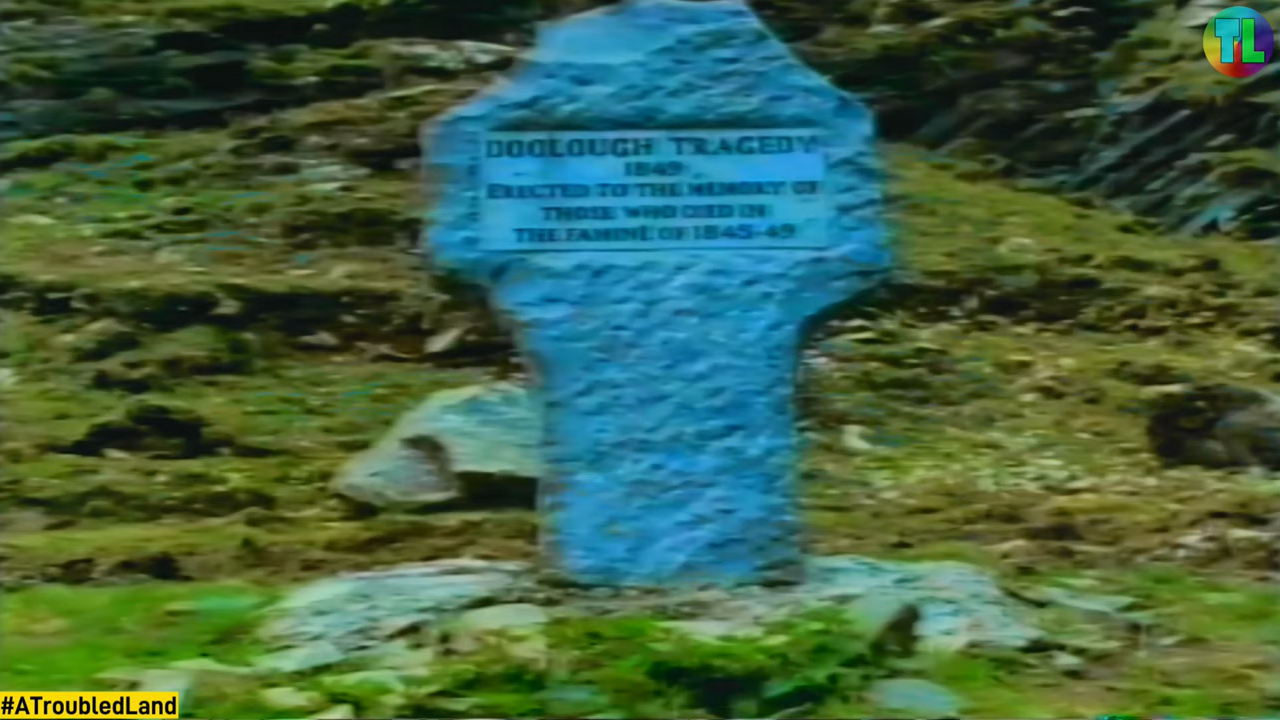 TL
DOOLOUGH TRAGEDY
1849
ERECTED TO THE MEMORY OF
THOSE WHO DIED IN
THE FAMINE OF 1845-49
#ATroubledLand